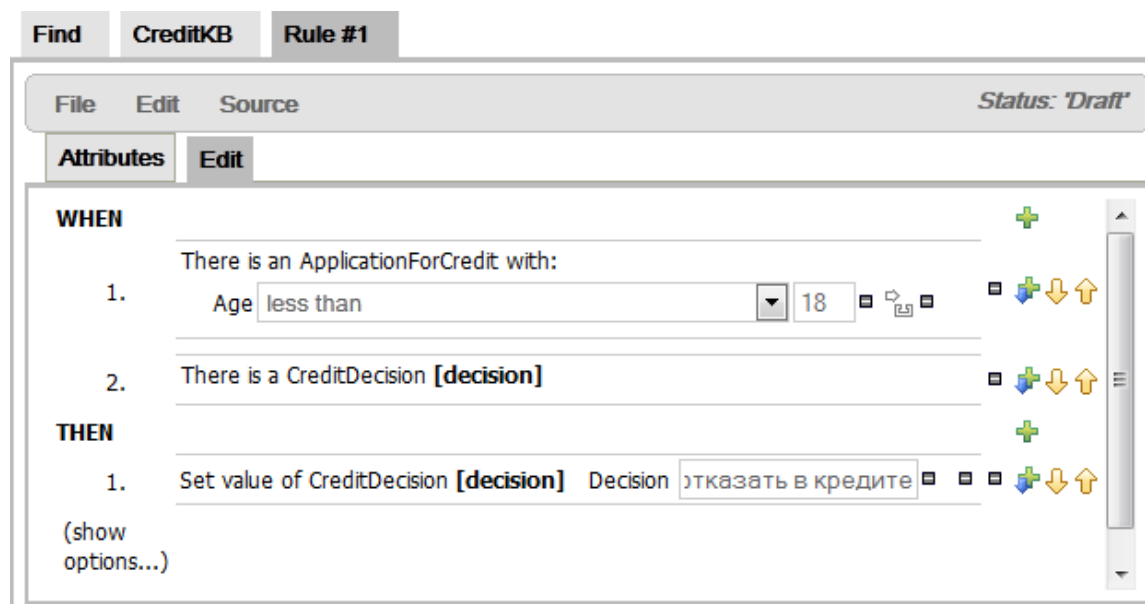 Find CreditKB Rule #1
File Edit Source Status: 'Draft'
Attributes Edit
WHEN
There is an ApplicationForCredit with:
1.
Age less than 18
2. There is a CreditDecision [decision]
THEN
1. Set value of CreditDecision [decision] Decision отказать в кредите
(show
options...)